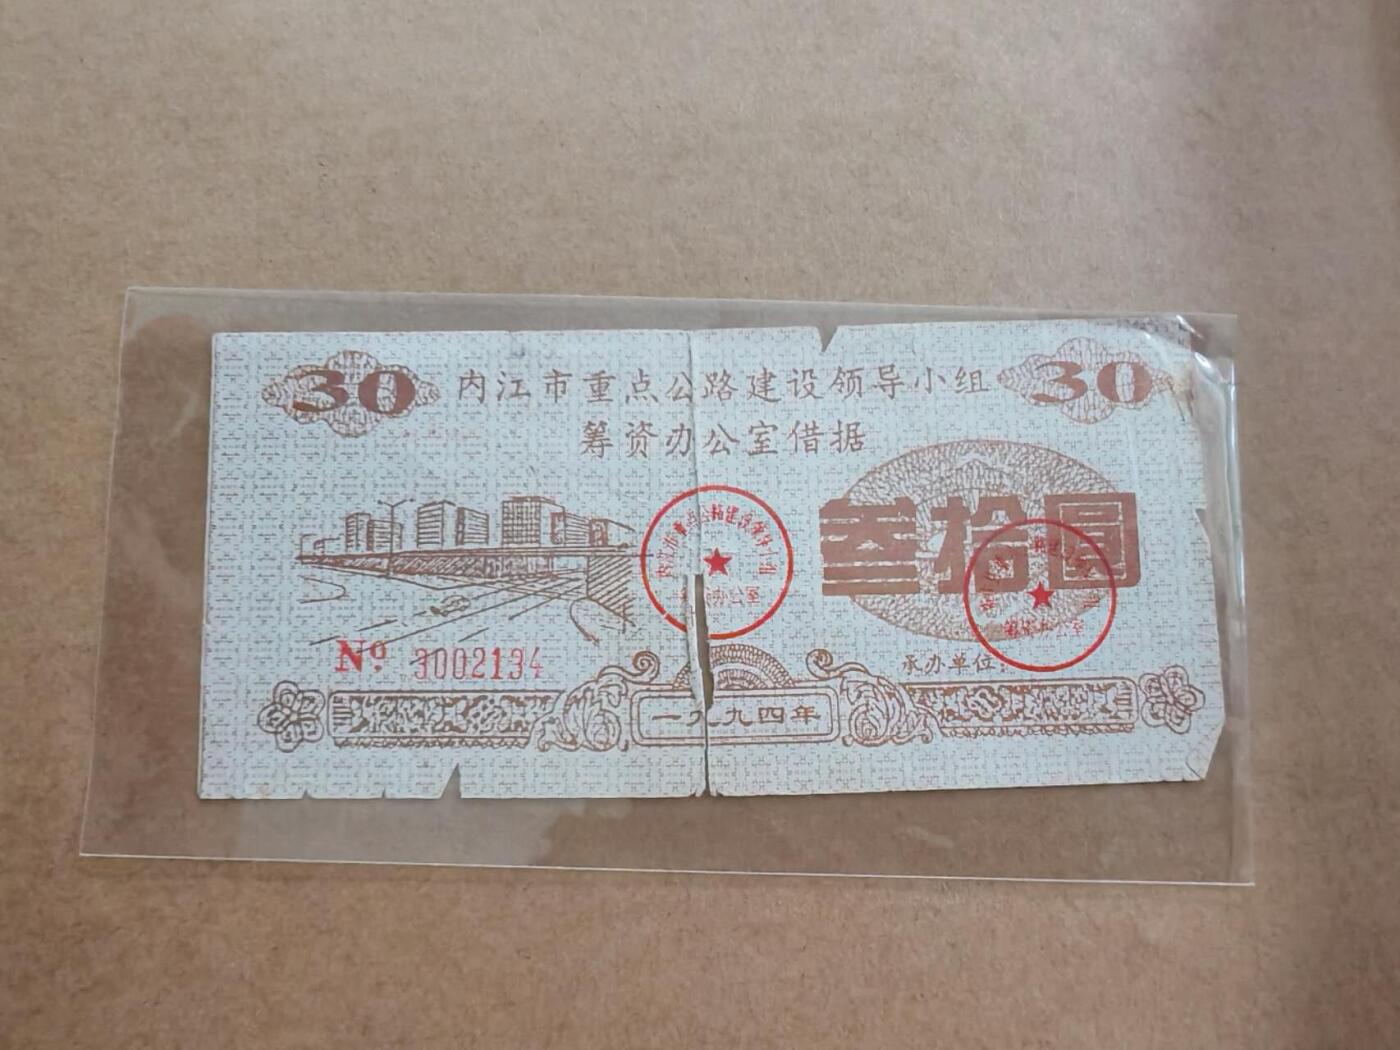 30 内江市重点公路建设领导小组 30
筹资办公室借据
叁拾圆
№ 3002134
承办单位:
一九九四年